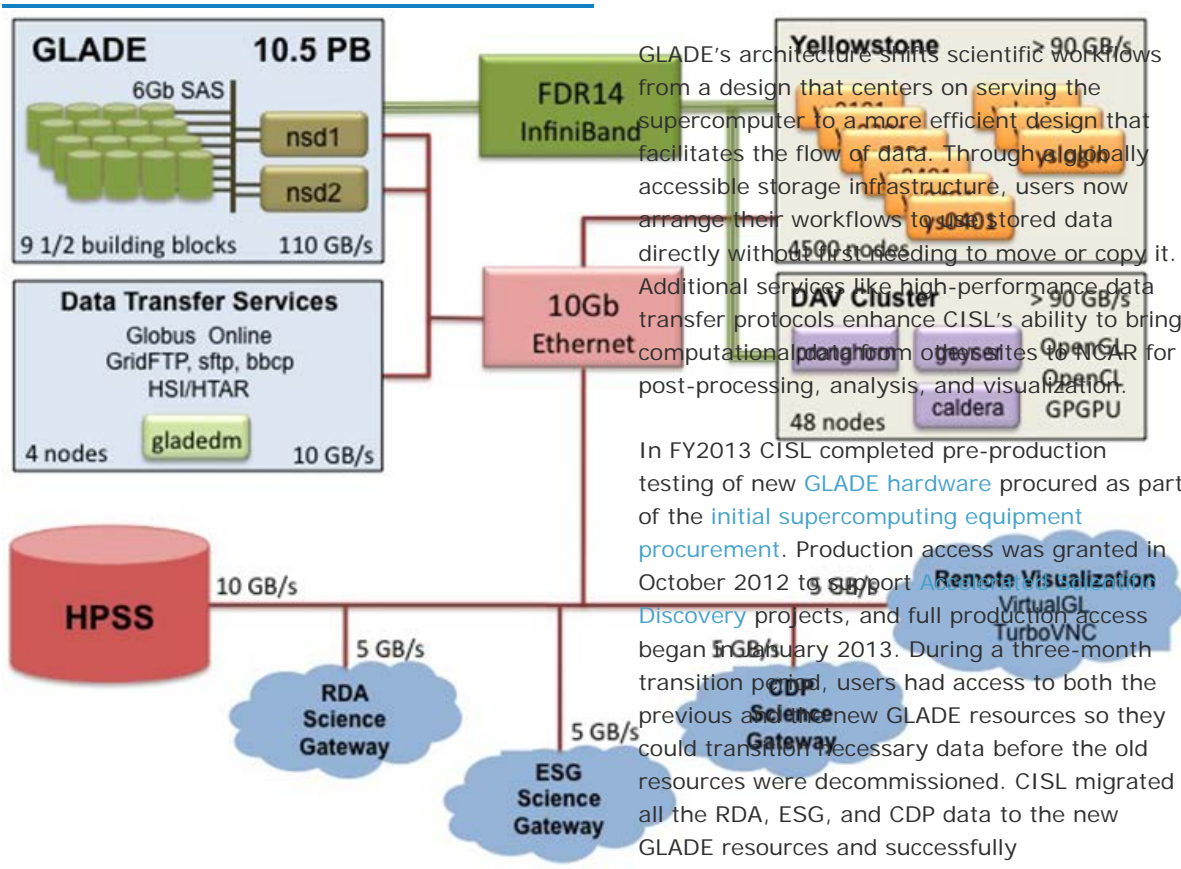 GLADE 10.5 PB
6Gb SAS
nsd1
nsd2
9 1/2 building blocks 110 GB/s
Data Transfer Services
Globus Online
GridFTP, sftp, bbcp
HSI/HTAR
gladedm
4 nodes 10 GB/s
FDR14
InfiniBand
10Gb
Ethernet
Yellowstone > 90 GB/s
yslogin
ys0401
4500 nodes
DAV Cluster > 90 GB/s
geyser OpenGL
OpenCL
caldera GPGPU
48 nodes
HPSS
10 GB/s
5 GB/s
Remote Visualization
VirtualGL
TurboVNC
5 GB/s
RDA
Science
Gateway
5 GB/s
ESG
Science
Gateway
5 GB/s
CDP
Science
Gateway
GLADE's architecture shifts scientific workflows
from a design that centers on serving the
supercomputer to a more efficient design that
facilitates the flow of data. Through a globally
accessible storage infrastructure, users now
arrange their workflows to use stored data
directly without first needing to move or copy it.
Additional services like high-performance data
transfer protocols enhance CISL's ability to bring
computational data from other sites to NCAR for
post-processing, analysis, and visualization.
In FY2013 CISL completed pre-production
testing of new GLADE hardware procured as part
of the initial supercomputing equipment
procurement. Production access was granted in
October 2012 to support Accelerated Scientific
Discovery projects, and full production access
began in January 2013. During a three-month
transition period, users had access to both the
previous and the new GLADE resources so they
could transition necessary data before the old
resources were decommissioned. CISL migrated
all the RDA, ESG, and CDP data to the new
GLADE resources and successfully